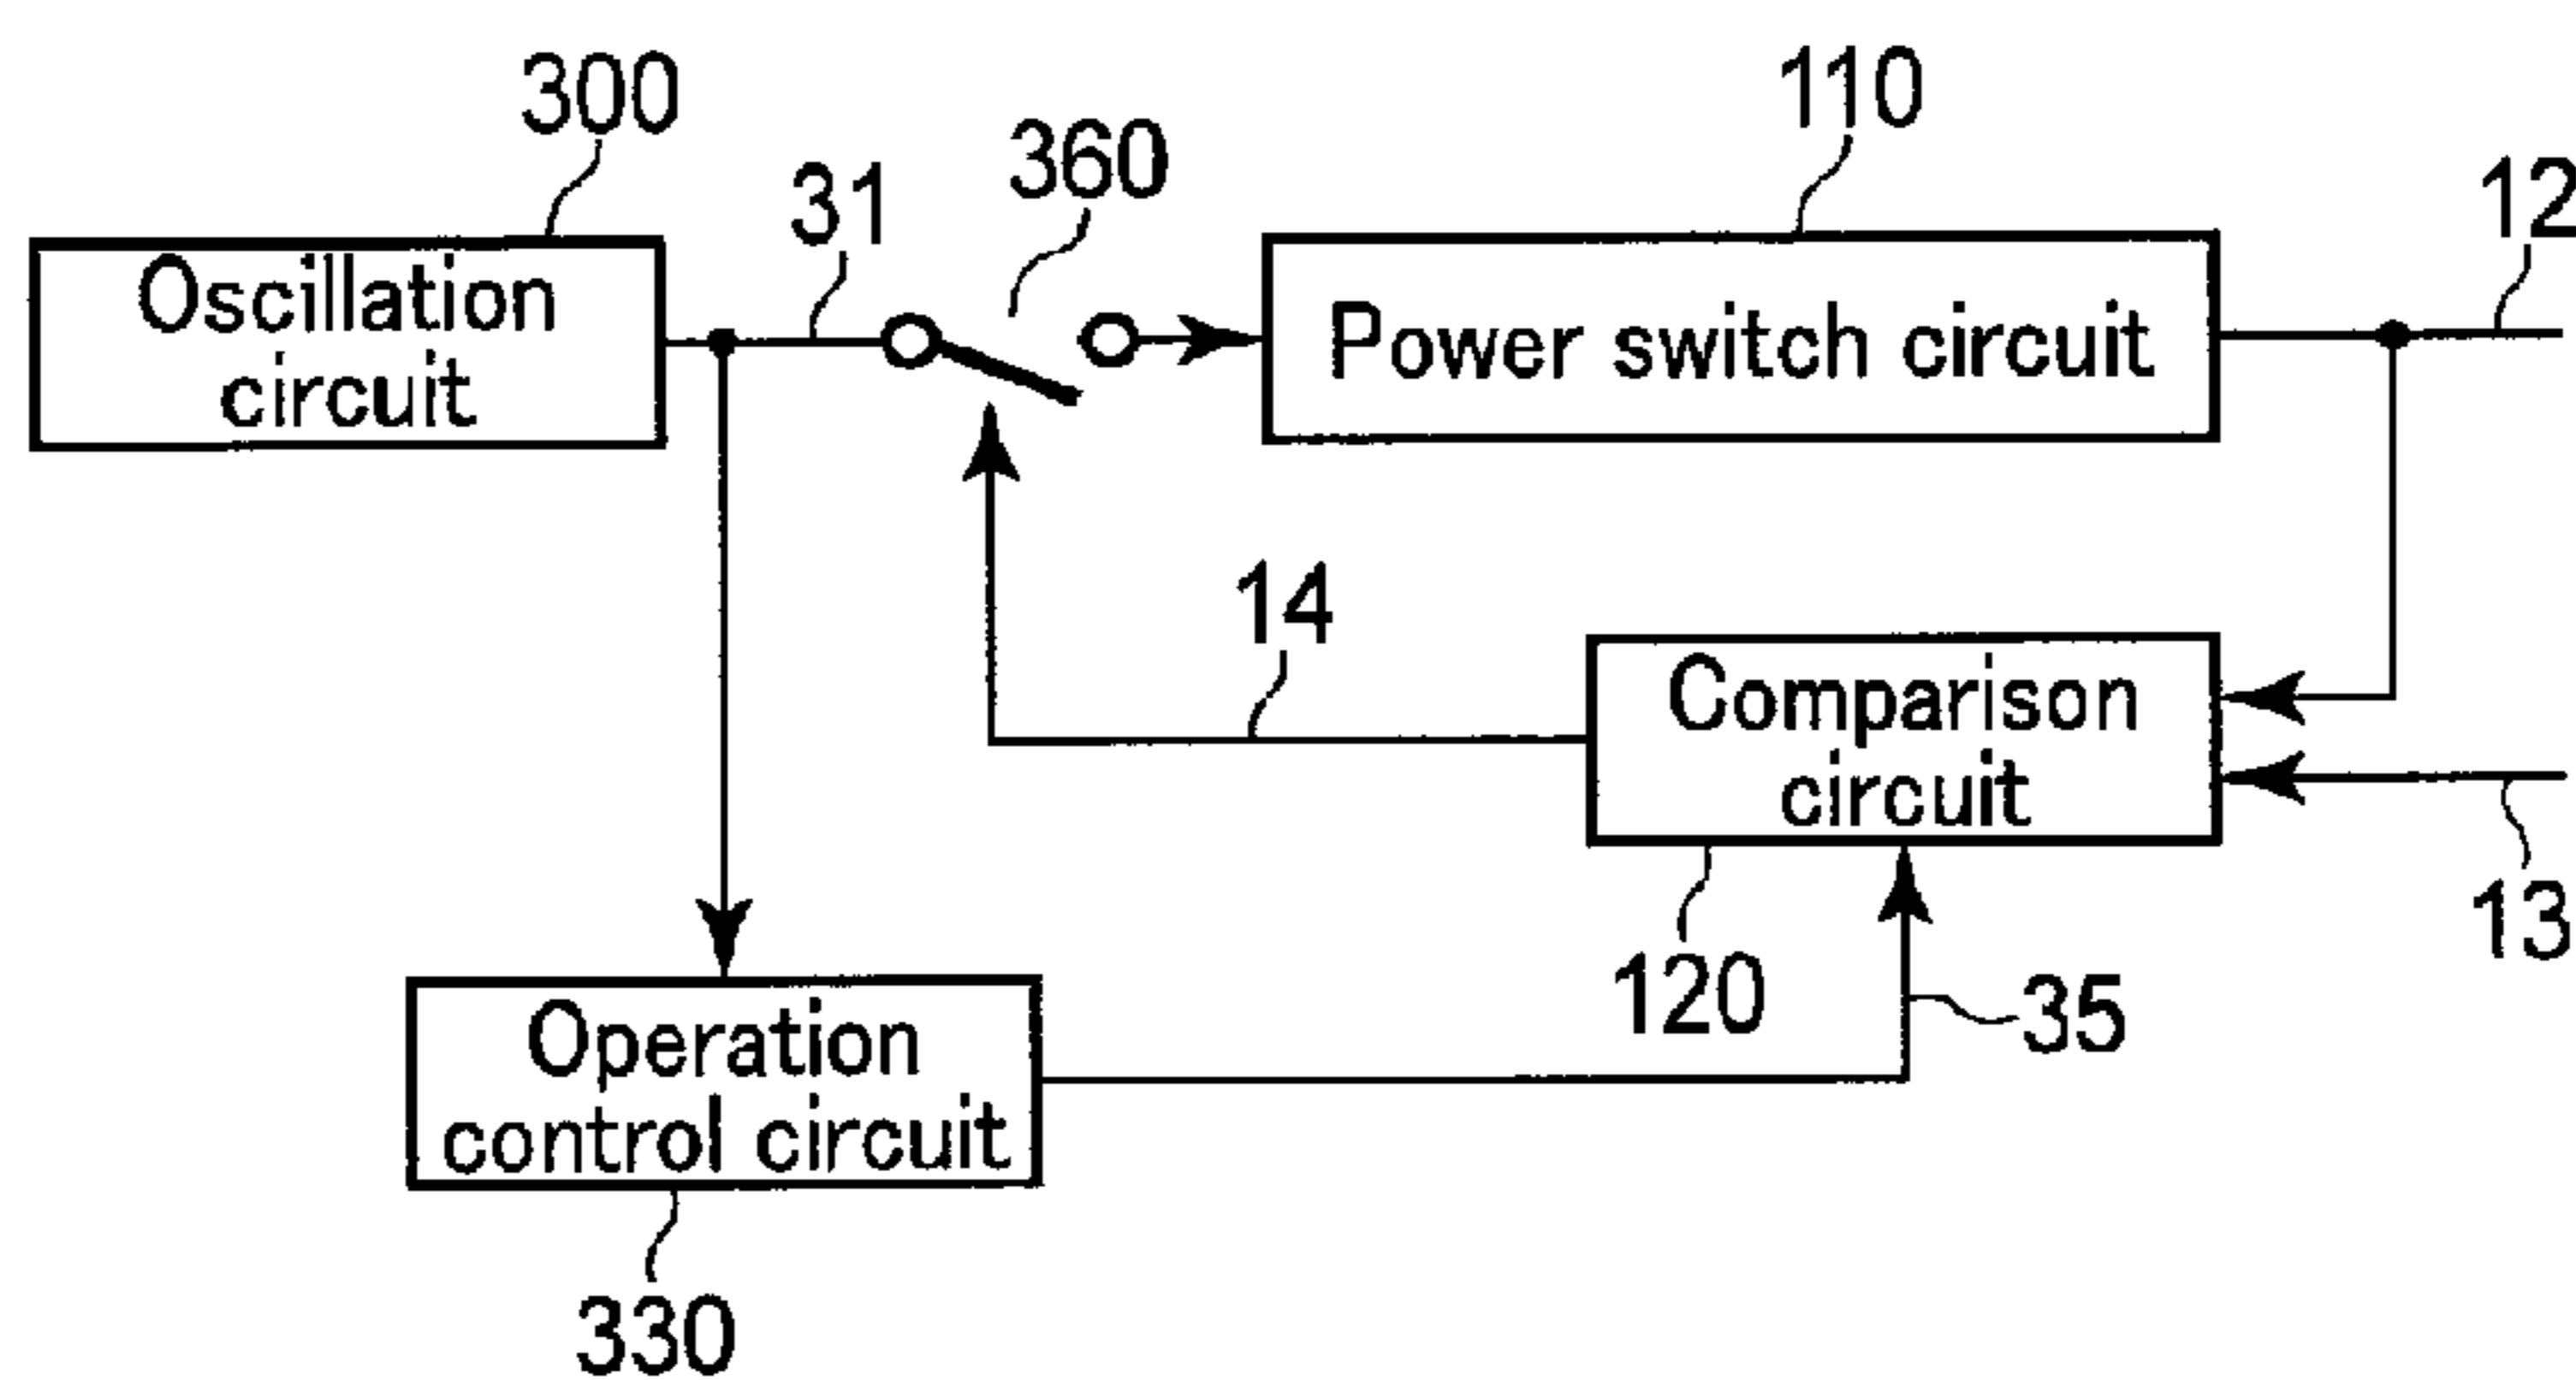 300
31
360
110
12
Oscillation
circuit
Power switch circuit
14
Comparison
circuit
120
35
13
Operation
control circuit
330